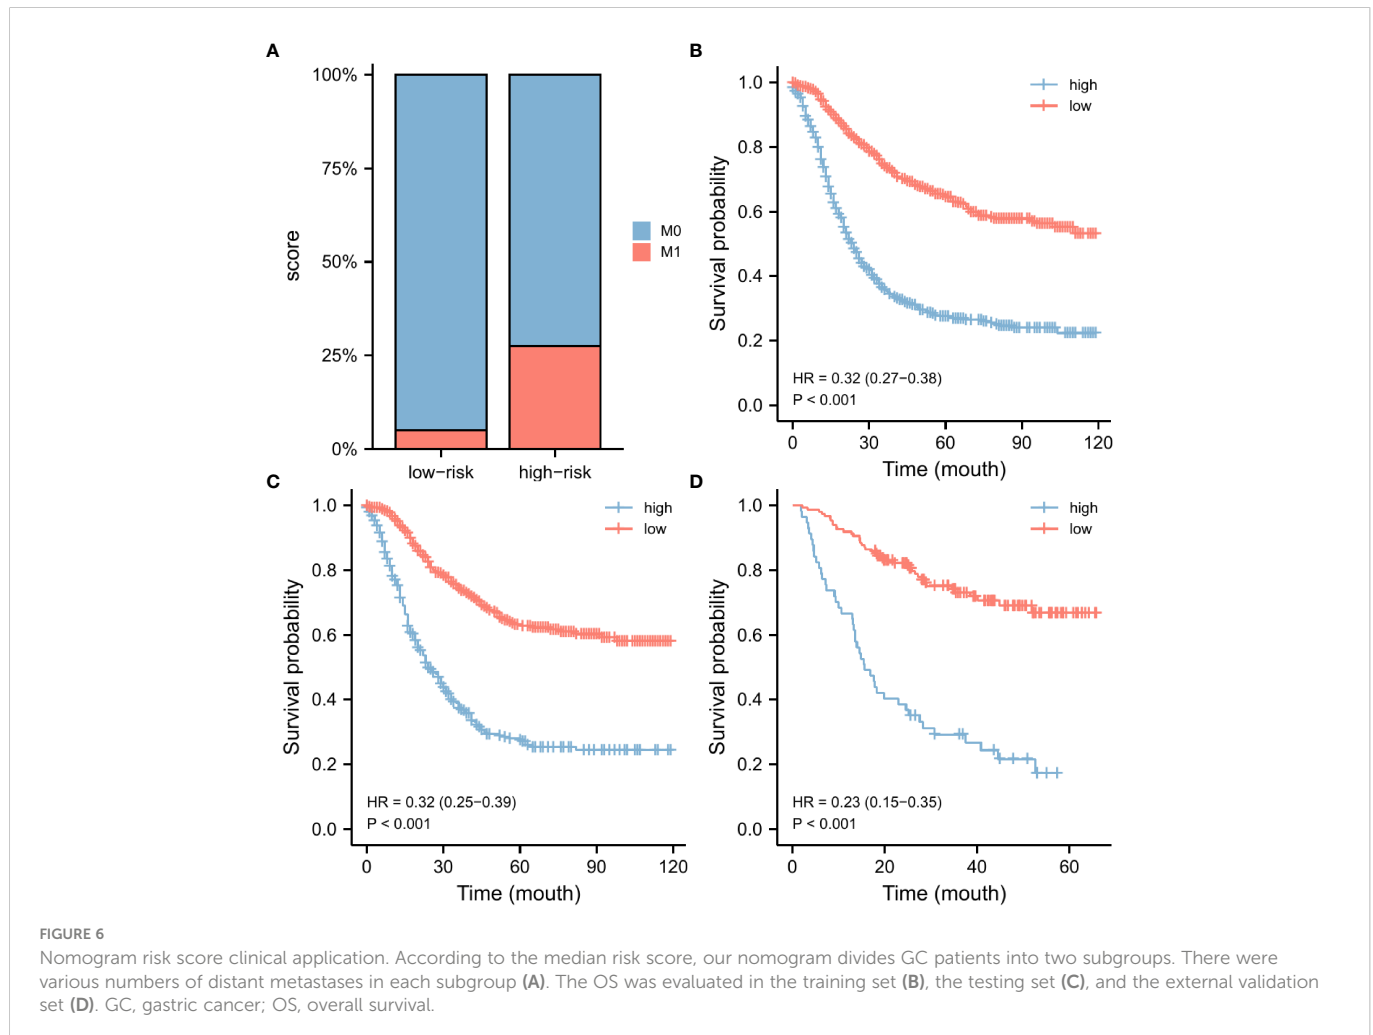 A
100%
75%
50%
25%
0%
score
low−risk
high−risk
M0
M1
B
1.0
0.8
0.6
0.4
0.2
0.0
Survival probability
high
low
HR = 0.32 (0.27−0.38)
P < 0.001
0 30 60 90 120
Time (mouth)
C
1.0
0.8
0.6
0.4
0.2
0.0
Survival probability
high
low
HR = 0.32 (0.25−0.39)
P < 0.001
0 30 60 90 120
Time (mouth)
D
1.0
0.8
0.6
0.4
0.2
0.0
Survival probability
high
low
HR = 0.23 (0.15−0.35)
P < 0.001
0 20 40 60
Time (mouth)
FIGURE 6
Nomogram risk score clinical application. According to the median risk score, our nomogram divides GC patients into two subgroups. There were
various numbers of distant metastases in each subgroup (A). The OS was evaluated in the training set (B), the testing set (C), and the external validation
set (D). GC, gastric cancer; OS, overall survival.